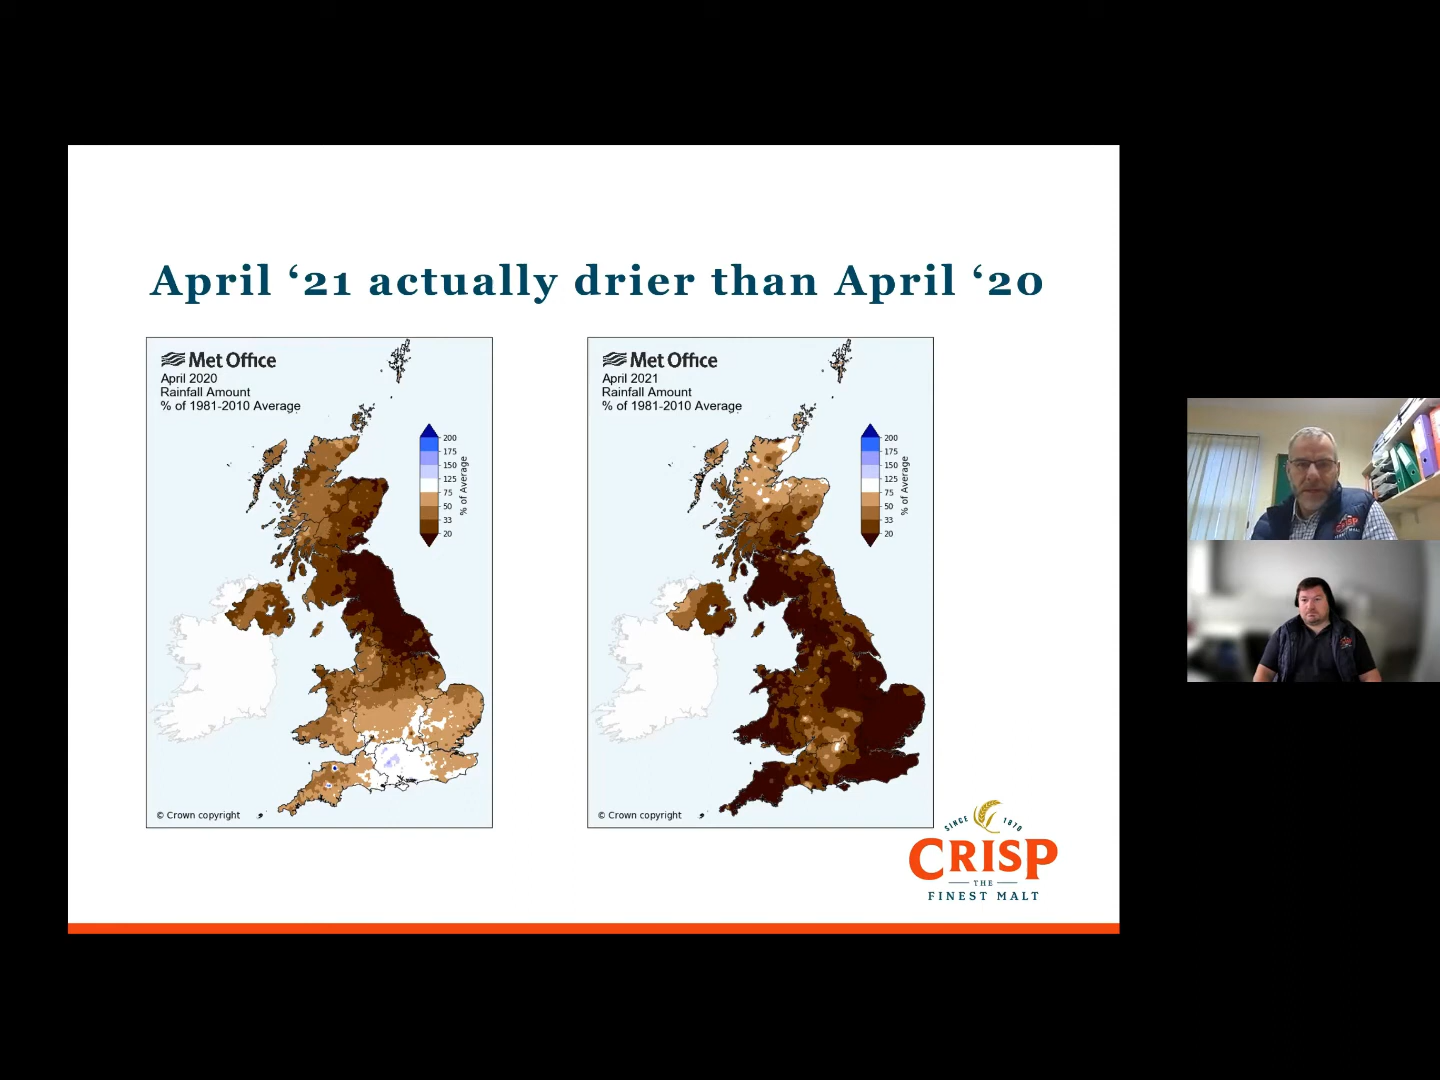 April ‘21 actually drier than April ‘20
Met Office
April 2020
Rainfall Amount
% of 1981-2010 Average
200
175
150
125
75
50
33
20
% of Average
© Crown copyright
Met Office
April 2021
Rainfall Amount
% of 1981-2010 Average
200
175
150
125
75
50
33
20
% of Average
© Crown copyright
SINCE 1870
CRISP
THE
FINEST MALT
CRISP